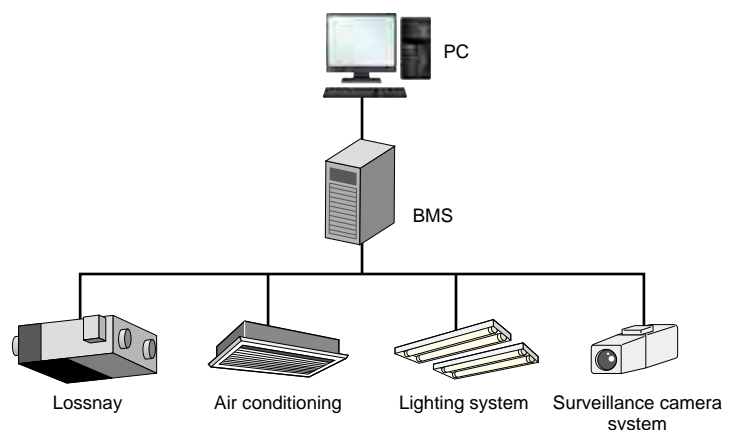 PC
BMS
Lossnay
Air conditioning
Lighting system
Surveillance camera
system